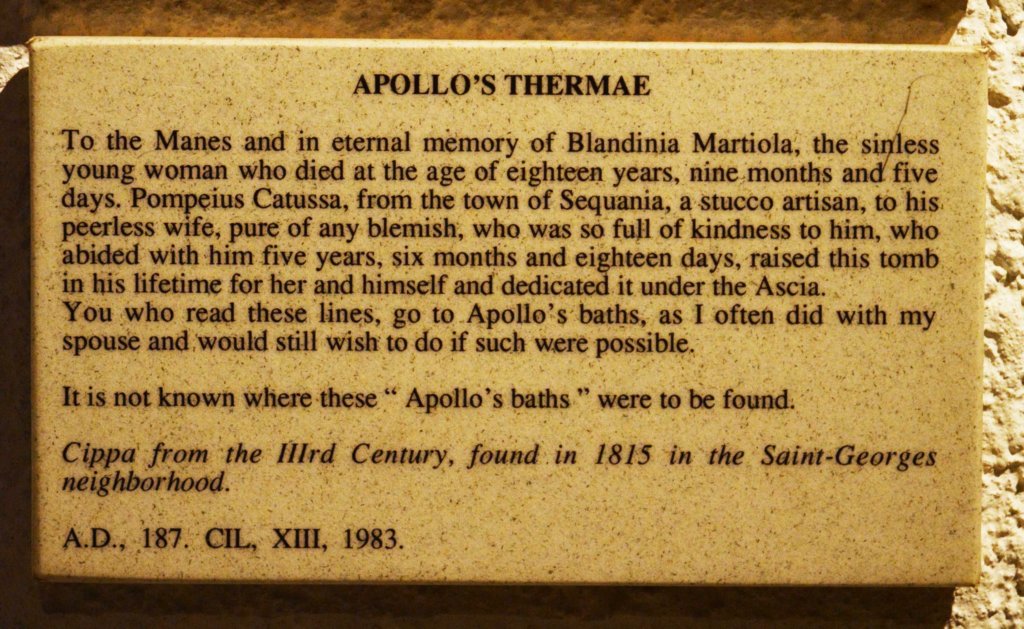 APOLLO'S THERMAE
To the Manes and in eternal memory of Blandinia Martiola, the sinless
young woman who died at the age of eighteen years, nine months and five
days. Pompeius Catussa, from the town of Sequania, a stucco artisan, to his
peerless wife, pure of any blemish, who was so full of kindness to him, who
abided with him five years, six months and eighteen days, raised this tomb
in his lifetime for her and himself and dedicated it under the Ascia.
You who read these lines, go to Apollo's baths, as I often did with my
spouse and would still wish to do if such were possible.
It is not known where these “ Apollo's baths ” were to be found.
Cippa from the IIIrd Century, found in 1815 in the Saint-Georges
neighborhood.
A.D., 187. CIL, XIII, 1983.